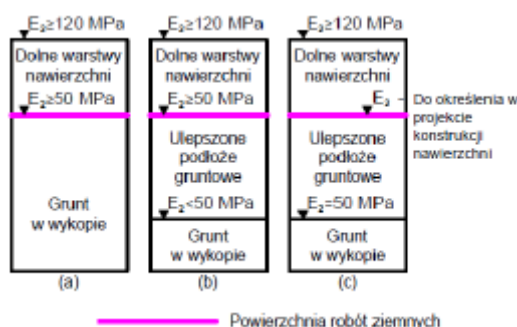 E₂≥120 MPa
Dolne warstwy
nawierzchni
E₂≥50 MPa
Grunt
w wykopie
(a)
E₂≥120 MPa
Dolne warstwy
nawierzchni
E₂≥50 MPa
Ulepszone
podłoże
gruntowe
E₂<50 MPa
Grunt
w wykopie
(b)
E₂≥120 MPa
Dolne warstwy
nawierzchni
E₂ -
Do określenia w
projekcie
konstrukcji
nawierzchni
Ulepszone
podłoże
gruntowe
E₂=50 MPa
Grunt
w wykopie
(c)
Powierzchnia robót ziemnych